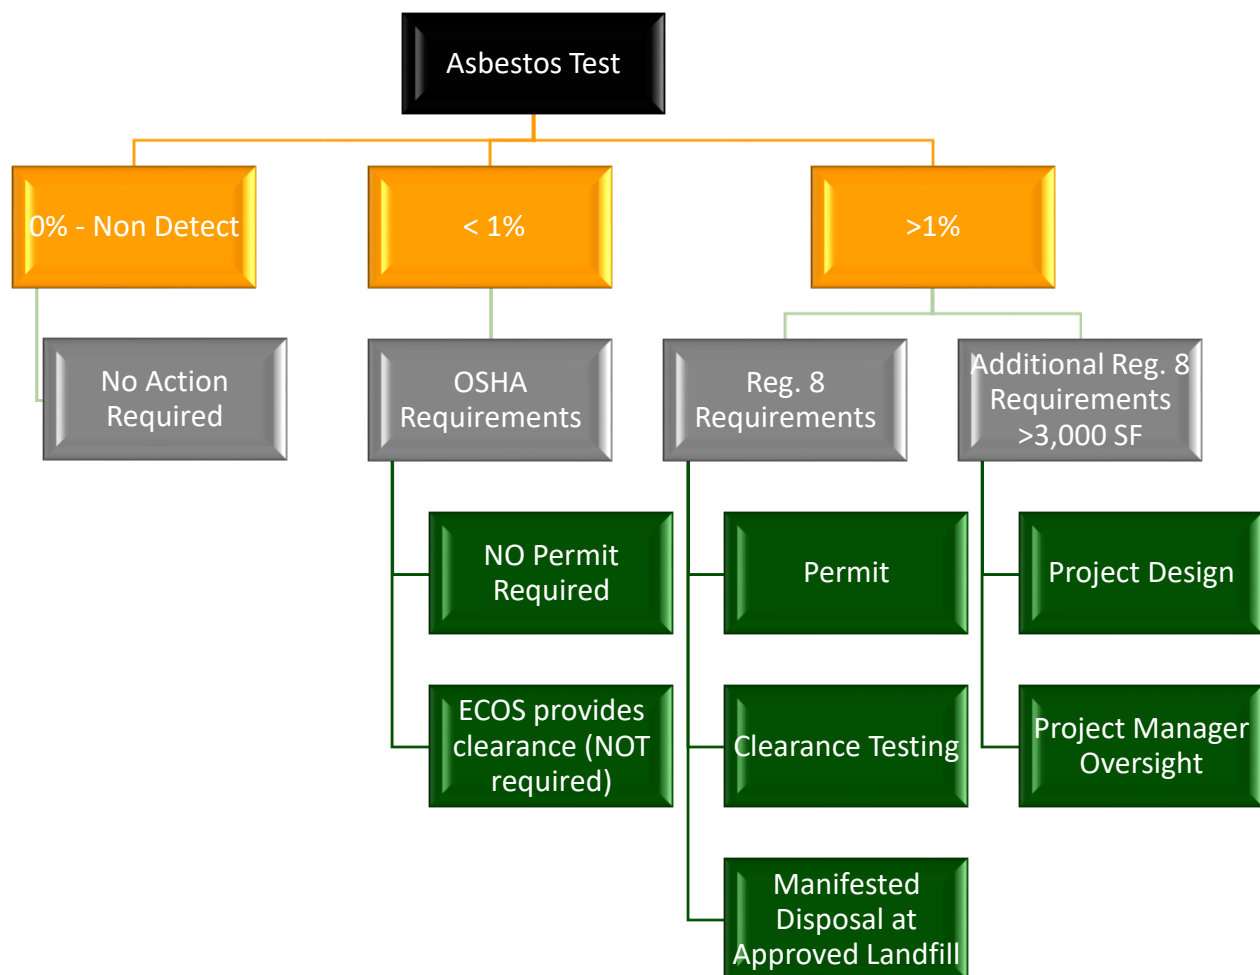 Asbestos Test
0% - Non Detect
< 1%
>1%
No Action
Required
OSHA
Requirements
Reg. 8
Requirements
Additional Reg. 8
Requirements
>3,000 SF
NO Permit
Required
Permit
Project Design
ECOS provides
clearance (NOT
required)
Clearance Testing
Project Manager
Oversight
Manifested
Disposal at
Approved Landfill